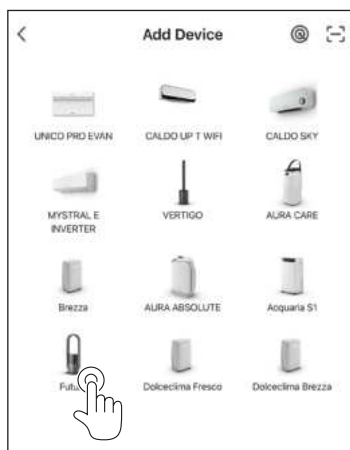 Add Device
UNICO PRO EVAN CALDO UP T WIFI CALDO SKY
MYSTRAL E VERTIGO AURA CARE
INVERTER
Brezza AURA ABSOLUTE Acquaria S1
Dolceclima Fresco Dolceclima Brezza